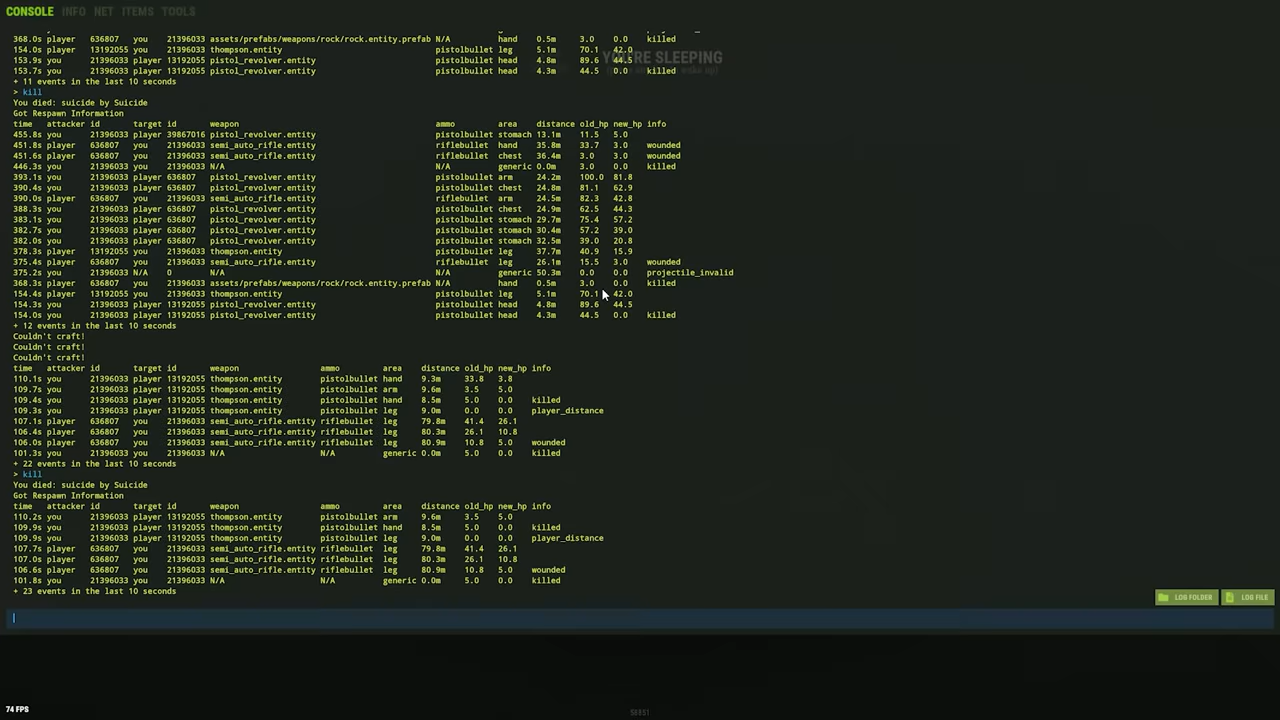 CONSOLE INFO NET ITEMS TOOLS
368.0s player 636807 you 21396033 assets/prefabs/weapons/rock/rock.entity.prefab N/A hand 0.5m 3.0 0.0 killed
154.0s player 13192055 you 21396033 thompson.entity pistolbullet leg 5.1m 70.1 42.0
153.9s player 13192055 you 21396033 pistol_revolver.entity pistolbullet head 4.8m 89.6 44.5
YOU'RE SLEEPING
153.7s player 13192055 you 21396033 pistol_revolver.entity pistolbullet head 4.3m 44.5 0.0 killed
+ 11 events in the last 10 seconds
> kill
You died: suicide by Suicide
Got Respawn Information
time attacker id target id weapon ammo area distance old_hp new_hp info
455.8s you 21396033 player 39867016 pistol_revolver.entity pistolbullet stomach 13.1m 11.5 5.0
451.8s player 636807 you 21396033 semi_auto_rifle.entity riflebullet hand 35.8m 33.7 3.0 wounded
451.6s player 636807 you 21396033 semi_auto_rifle.entity riflebullet chest 36.4m 3.0 3.0 wounded
446.3s you 21396033 you 21396033 N/A N/A generic 0.0m 3.0 0.0 killed
393.1s you 21396033 player 636807 pistol_revolver.entity pistolbullet arm 24.2m 100.0 81.8
390.4s you 21396033 player 636807 pistol_revolver.entity pistolbullet chest 24.8m 81.1 62.9
390.0s player 636807 you 21396033 semi_auto_rifle.entity riflebullet arm 24.5m 82.3 42.8
388.3s you 21396033 player 636807 pistol_revolver.entity pistolbullet chest 24.9m 62.5 44.3
383.1s you 21396033 player 636807 pistol_revolver.entity pistolbullet stomach 29.7m 75.4 57.2
382.7s you 21396033 player 636807 pistol_revolver.entity pistolbullet stomach 30.4m 57.2 39.0
382.0s you 21396033 player 636807 pistol_revolver.entity pistolbullet stomach 32.5m 39.0 20.8
378.3s player 13192055 you 21396033 thompson.entity pistolbullet leg 37.7m 40.9 15.9
375.4s player 636807 you 21396033 semi_auto_rifle.entity riflebullet leg 26.1m 15.5 3.0 wounded
375.2s you 21396033 N/A 0 N/A N/A generic 50.3m 0.0 0.0 projectile_invalid
368.3s player 636807 you 21396033 assets/prefabs/weapons/rock/rock.entity.prefab N/A hand 0.5m 3.0 0.0 killed
154.4s player 13192055 you 21396033 thompson.entity pistolbullet leg 5.1m 70.1 42.0
154.3s player 13192055 you 21396033 pistol_revolver.entity pistolbullet head 4.8m 89.6 44.5
154.0s player 13192055 you 21396033 pistol_revolver.entity pistolbullet head 4.3m 44.5 0.0 killed
+ 12 events in the last 10 seconds
Couldn't craft!
Couldn't craft!
Couldn't craft!
time attacker id target id weapon ammo area distance old_hp new_hp info
110.1s you 21396033 player 13192055 thompson.entity pistolbullet hand 9.3m 33.8 3.8
109.7s you 21396033 player 13192055 thompson.entity pistolbullet arm 9.6m 3.5 5.0
109.4s you 21396033 player 13192055 thompson.entity pistolbullet hand 8.5m 5.0 0.0 killed
109.3s you 21396033 player 13192055 thompson.entity pistolbullet leg 9.0m 0.0 0.0 player_distance
107.1s player 636807 you 21396033 semi_auto_rifle.entity riflebullet leg 79.8m 41.4 26.1
106.4s player 636807 you 21396033 semi_auto_rifle.entity riflebullet leg 80.3m 26.1 10.8
106.0s player 636807 you 21396033 semi_auto_rifle.entity riflebullet leg 80.9m 10.8 5.0 wounded
101.3s you 21396033 you 21396033 N/A N/A generic 0.0m 5.0 0.0 killed
+ 22 events in the last 10 seconds
> kill
You died: suicide by Suicide
Got Respawn Information
time attacker id target id weapon ammo area distance old_hp new_hp info
110.2s you 21396033 player 13192055 thompson.entity pistolbullet arm 9.6m 3.5 5.0
109.9s you 21396033 player 13192055 thompson.entity pistolbullet hand 8.5m 5.0 0.0 killed
109.9s you 21396033 player 13192055 thompson.entity pistolbullet leg 9.0m 0.0 0.0 player_distance
107.7s player 636807 you 21396033 semi_auto_rifle.entity riflebullet leg 79.8m 41.4 26.1
107.0s player 636807 you 21396033 semi_auto_rifle.entity riflebullet leg 80.3m 26.1 10.8
106.6s player 636807 you 21396033 semi_auto_rifle.entity riflebullet leg 80.9m 10.8 5.0 wounded
101.8s you 21396033 you 21396033 N/A N/A generic 0.0m 5.0 0.0 killed
+ 23 events in the last 10 seconds
LOG FOLDER LOG FILE
74 FPS